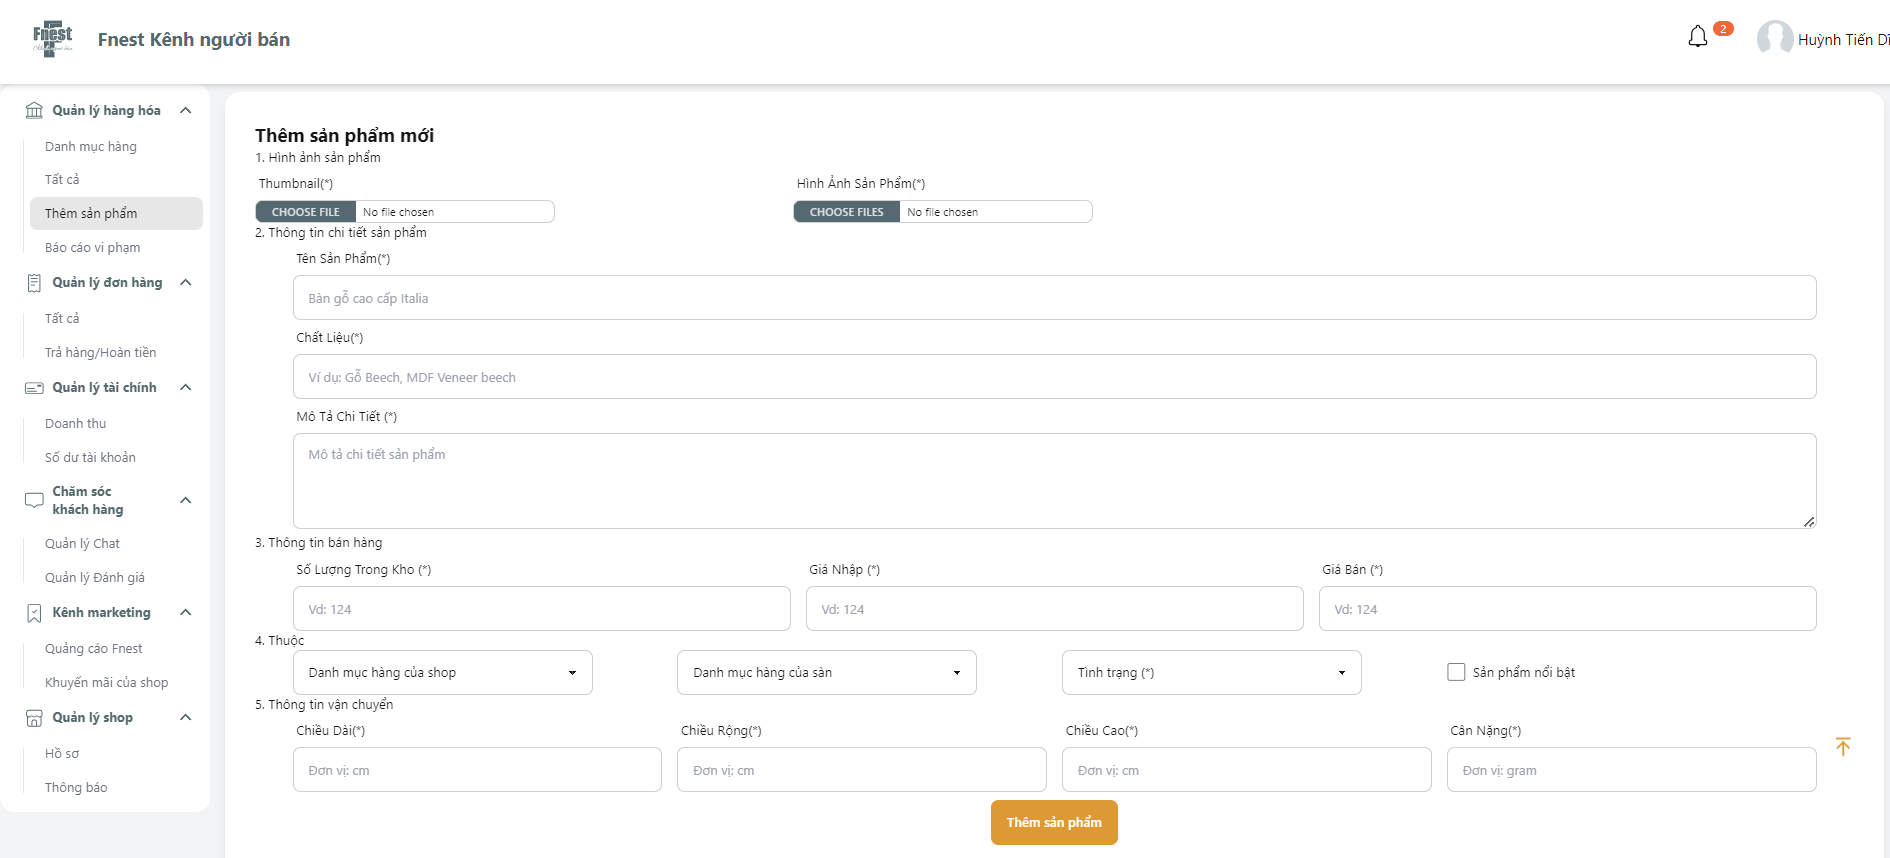 Fnest
Fnest Kênh người bán
2
Huỳnh Tiến Dĩ
Quản lý hàng hóa
Danh mục hàng
Tất cả
Thêm sản phẩm
Báo cáo vi phạm
Quản lý đơn hàng
Tất cả
Trả hàng/Hoàn tiền
Quản lý tài chính
Doanh thu
Số dư tài khoản
Chăm sóc
khách hàng
Quản lý Chat
Quản lý Đánh giá
Kênh marketing
Quảng cáo Fnest
Khuyến mãi của shop
Quản lý shop
Hồ sơ
Thông báo
Thêm sản phẩm mới
1. Hình ảnh sản phẩm
Thumbnail(*)
Hình Ảnh Sản Phẩm(*)
CHOOSE FILE No file chosen
CHOOSE FILES No file chosen
2. Thông tin chi tiết sản phẩm
Tên Sản Phẩm(*)
Bàn gỗ cao cấp Italia
Chất Liệu(*)
Ví dụ: Gỗ Beech, MDF Veneer beech
Mô Tả Chi Tiết (*)
Mô tả chi tiết sản phẩm
3. Thông tin bán hàng
Số Lượng Trong Kho (*)
Giá Nhập (*)
Giá Bán (*)
Vd: 124
Vd: 124
Vd: 124
4. Thuộc
Danh mục hàng của shop
Danh mục hàng của sàn
Tình trạng (*)
Sản phẩm nổi bật
5. Thông tin vận chuyển
Chiều Dài(*)
Chiều Rộng(*)
Chiều Cao(*)
Cân Nặng(*)
Đơn vị: cm
Đơn vị: cm
Đơn vị: cm
Đơn vị: gram
Thêm sản phẩm